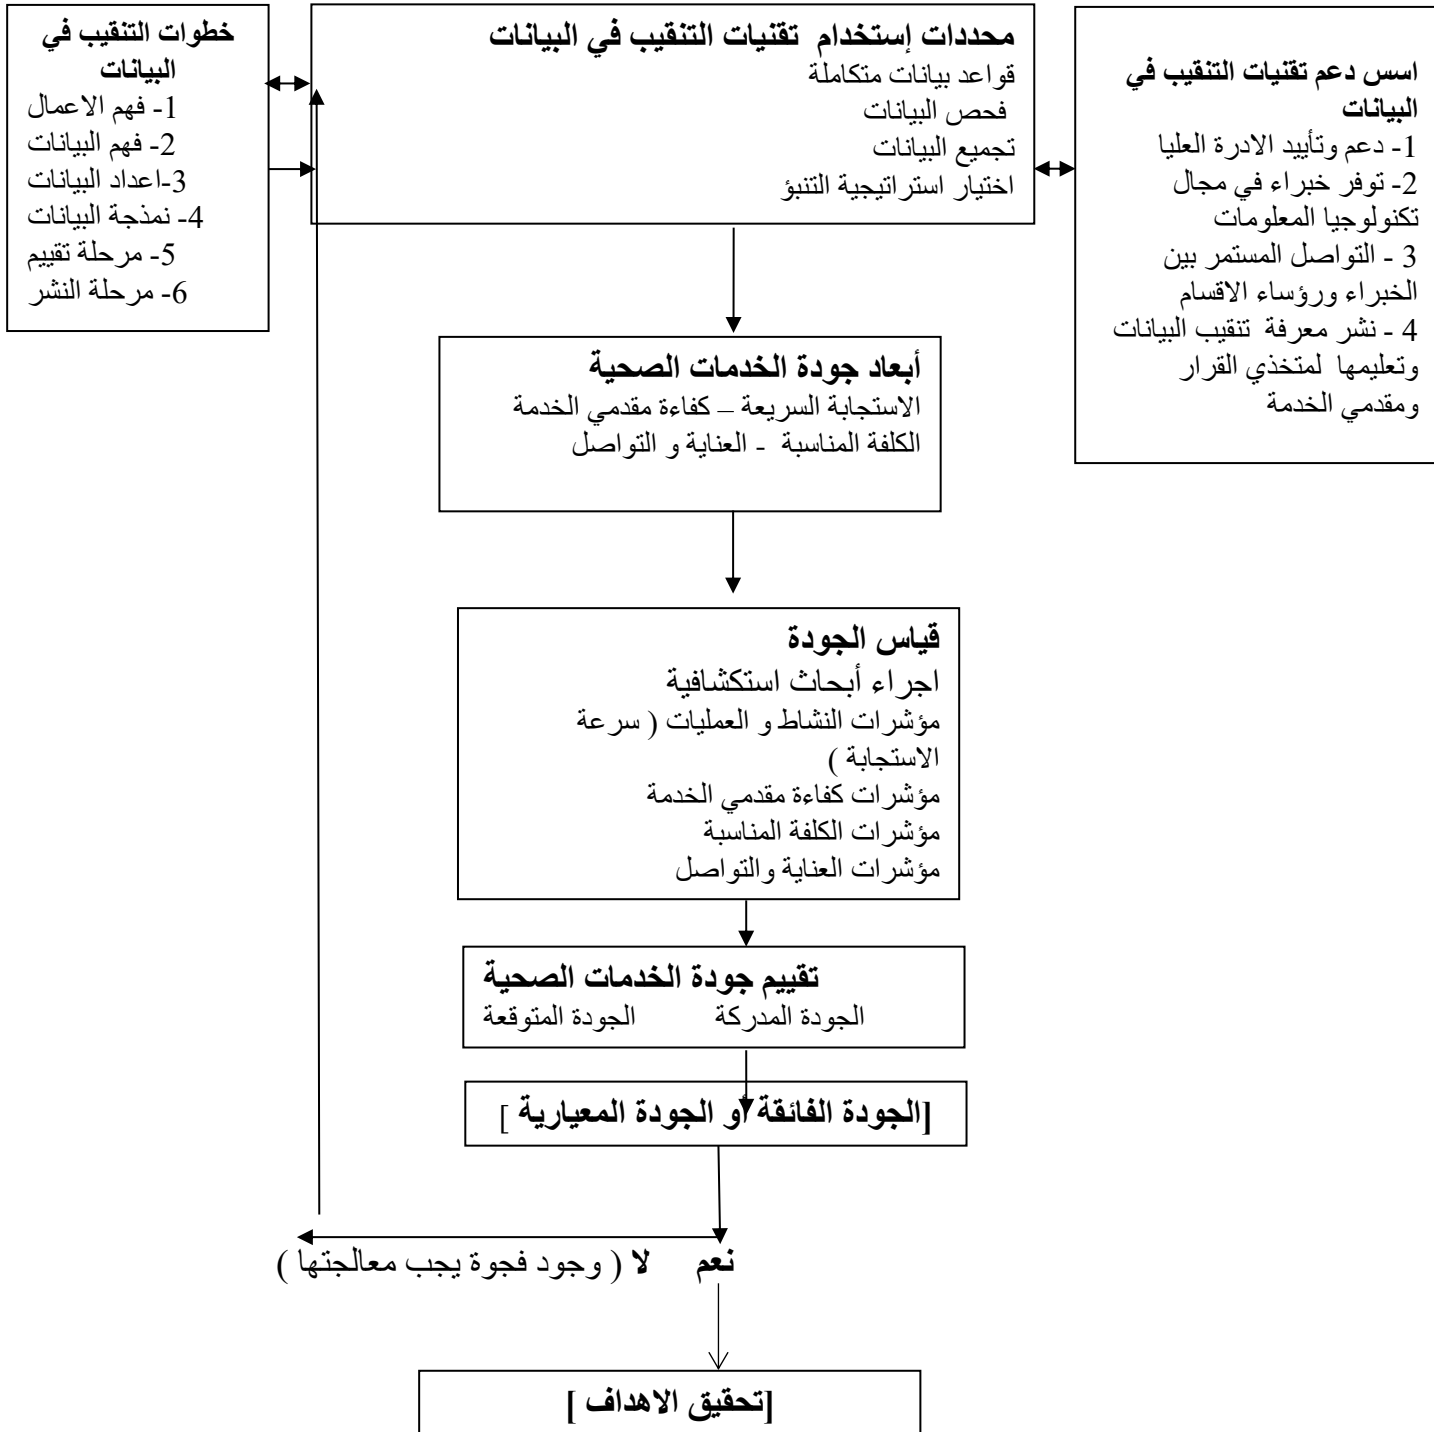 خطوات التنقيب في
البيانات
1- فهم الاعمال
2- فهم البيانات
3-اعداد البيانات
4- نمذجة البيانات
5- مرحلة تقييم
6- مرحلة النشر
محددات إستخدام تقنيات التنقيب في البيانات
قواعد بيانات متكاملة
فحص البيانات
تجميع البيانات
اختيار استراتيجية التنبؤ
اسس دعم تقنيات التنقيب في
البيانات
1- دعم وتأييد الادرة العليا
2- توفر خبراء في مجال
تكنولوجيا المعلومات
3 - التواصل المستمر بين
الخبراء ورؤساء الاقسام
4 - نشر معرفة تنقيب البيانات
وتعليمها لمتخذي القرار
ومقدمي الخدمة
أبعاد جودة الخدمات الصحية
الاستجابة السريعة – كفاءة مقدمي الخدمة
الكلفة المناسبة - العناية و التواصل
قياس الجودة
اجراء أبحاث استكشافية
مؤشرات النشاط و العمليات ( سرعة
الاستجابة )
مؤشرات كفاءة مقدمي الخدمة
مؤشرات الكلفة المناسبة
مؤشرات العناية والتواصل
تقييم جودة الخدمات الصحية
الجودة المدركة الجودة المتوقعة
[الجودة الفائقة أو الجودة المعيارية ]
نعم لا ( وجود فجوة يجب معالجتها )
[تحقيق الاهداف ]